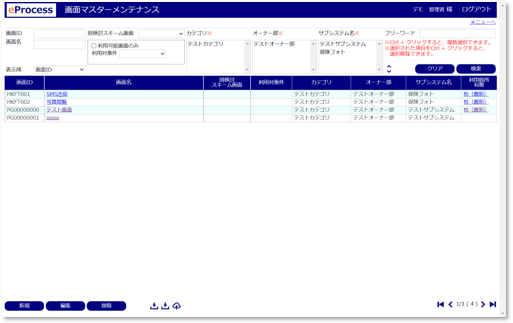 eProcess 画面マスターメンテナンス デモ 管理者 様 ログアウト
メニューへ
画面ID 別検討スキーム画面 カテゴリ※ オーナー部※ サブシステム名※ フリーワード
画面名 利用可能画面のみ テストカテゴリ テストオーナー部 テストサブシステム ※Ctrl + クリックすると、複数選択できます。
利用対象外 保険フォト ※選択された項目をCtrl + クリックすると、
選択解除できます。
表示順 画面ID クリア 検索
画面ID 画面名 別検討スキーム画面 利用対象外 カテゴリ オーナー部 サブシステム名 利用箇所有無
HKFT001 SMS送信 テストカテゴリ テストオーナー部 保険フォト 有（最新）
HKFT002 写真閲覧 テストカテゴリ テストオーナー部 保険フォト 有（最新）
PG00000000 テスト画面 テストカテゴリ テストオーナー部 テストサブシステム 有（最新）
PG00000001 テストカテゴリ テストオーナー部 テストサブシステム 有（最新）
新規 編集 削除 1/1 ( 4 )